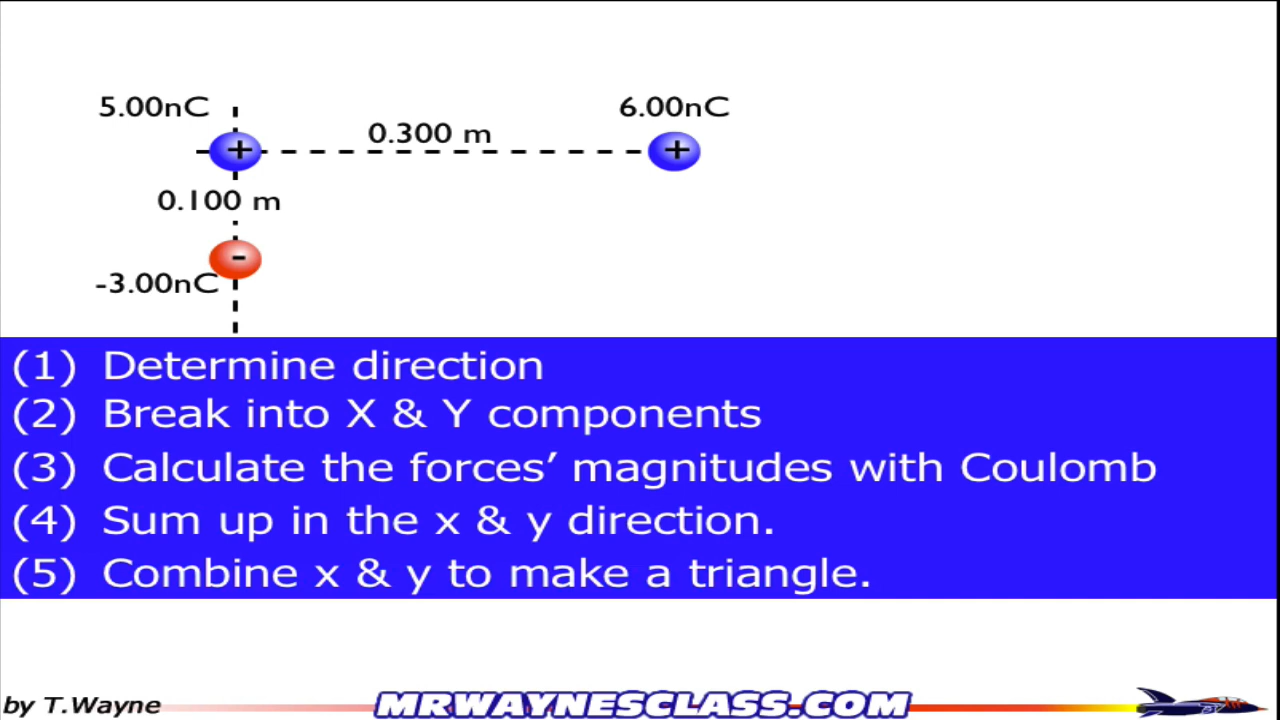 5.00nC
6.00nC
0.300 m
+
+
0.100 m
-
-3.00nC
(1) Determine direction
(2) Break into X & Y components
(3) Calculate the forces’ magnitudes with Coulomb
(4) Sum up in the x & y direction.
(5) Combine x & y to make a triangle.
by T.Wayne
MRWAYNESCLASS.COM